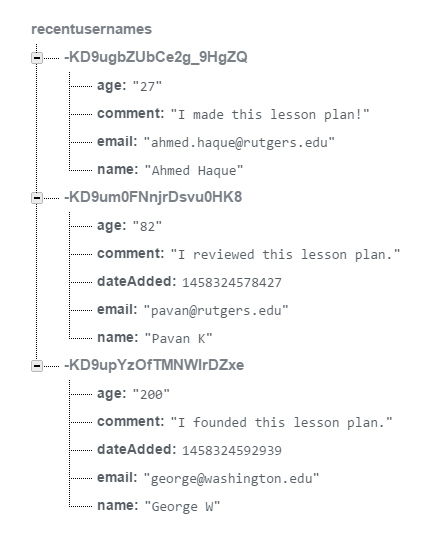 recentusernames
-KD9ugbZUbCe2g_9HgZQ
age: "27"
comment: "I made this lesson plan!"
email: "ahmed.haque@rutgers.edu"
name: "Ahmed Haque"
-KD9um0FNnjrDsvu0HK8
age: "82"
comment: "I reviewed this lesson plan."
dateAdded: 1458324578427
email: "pavan@rutgers.edu"
name: "Pavan K"
-KD9upYzOfTMNWIrDZxe
age: "200"
comment: "I founded this lesson plan."
dateAdded: 1458324592939
email: "george@washington.edu"
name: "George W"